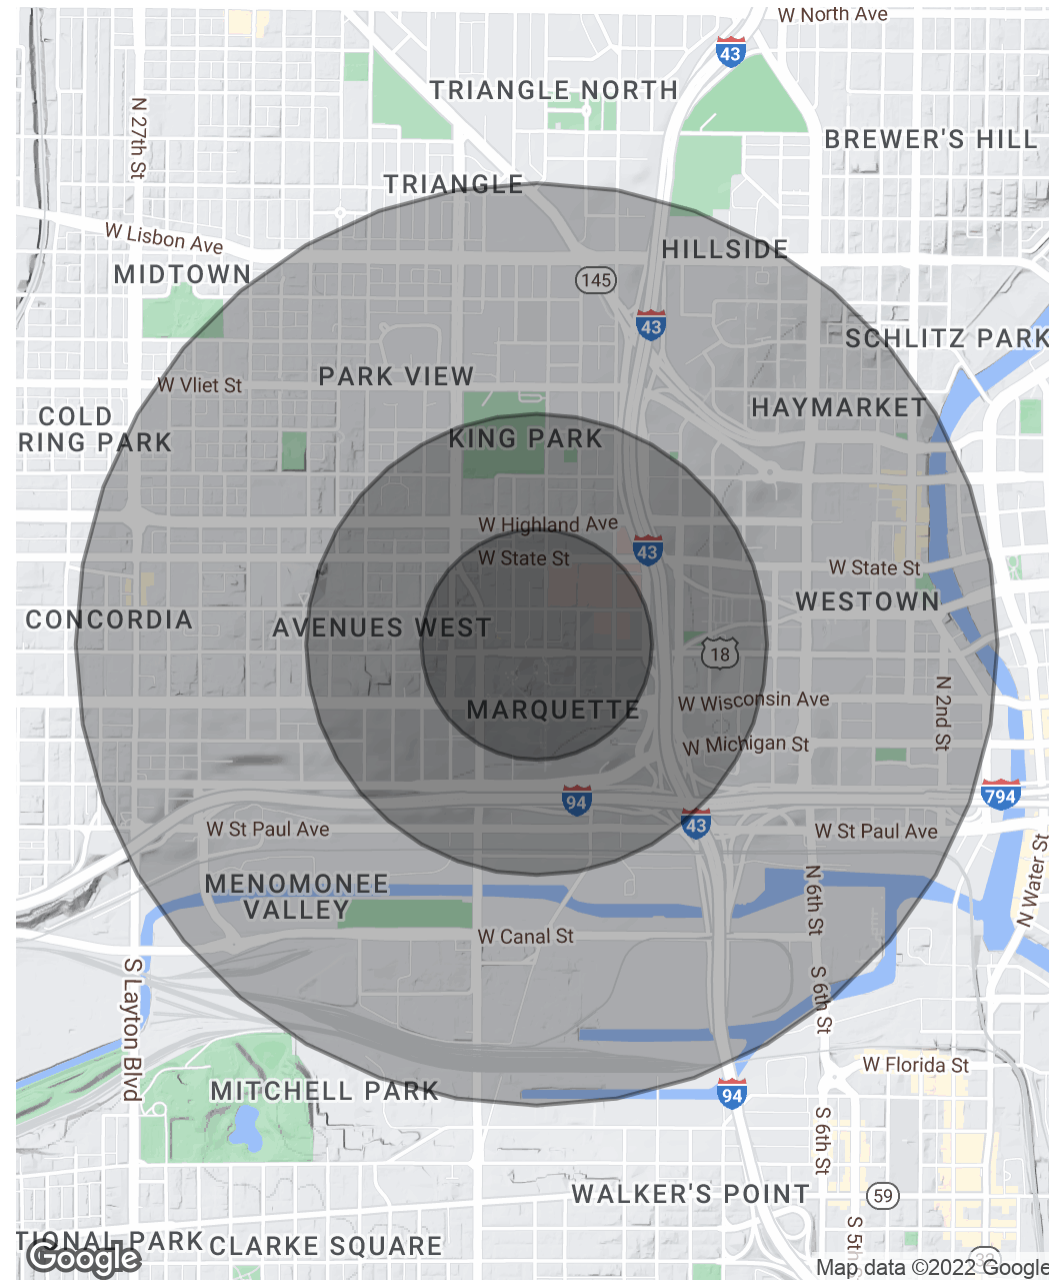 W North Ave
43
TRIANGLE NORTH
N 27th St
BREWER'S HILL
TRIANGLE
W Lisbon Ave
HILLSIDE
MIDTOWN
145
43
SCHLITZ PARK
PARK VIEW
W Vliet St
HAYMARKET
COLD
RING PARK
KING PARK
W Highland Ave
43
W State St
W State St
WESTOWN
CONCORDIA
AVENUES WEST
18
MARQUETTE
W Wisconsin Ave
N 2nd St
W Michigan St
94
794
43
W St Paul Ave
W St Paul Ave
MENOMONEE
VALLEY
N 6th St
N Water St
W Canal St
S Layton Blvd
S 6th St
W Florida St
MITCHELL PARK
94
S 6th St
WALKER'S POINT
59
TIONAL PARK
CLARKE SQUARE
S 5th
32
Google
Map data ©2022 Google